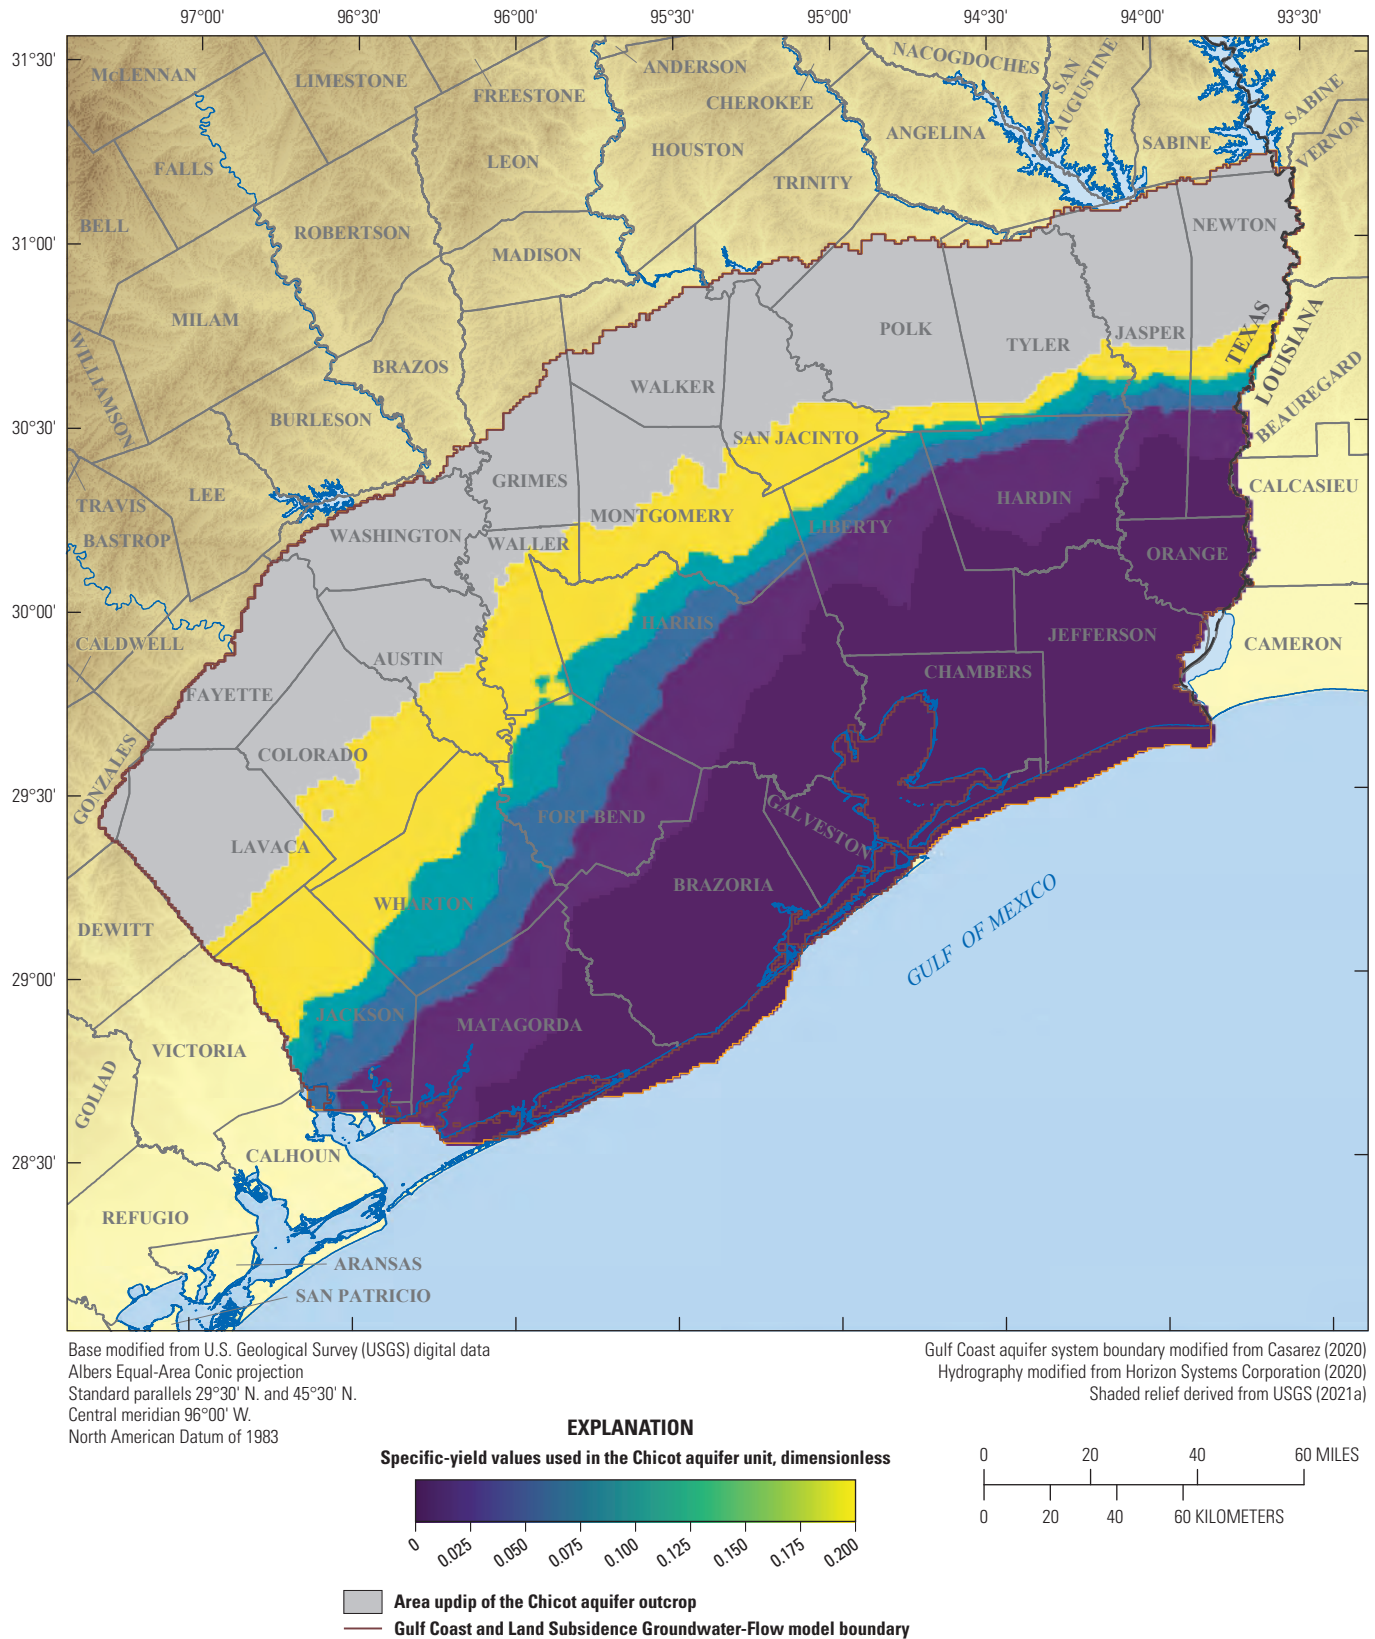 97°00' 96°30' 96°00' 95°30' 95°00' 94°30' 94°00' 93°30'
31°30'
31°00'
30°30'
30°00'
29°30'
29°00'
28°30'
McLENNAN
LIMESTONE
FREESTONE
ANDERSON
CHEROKEE
NACOGDOCHES
SAN AUGUSTINE
SABINE
SABINE
VERNON
FALLS
LEON
HOUSTON
ANGELINA
TRINITY
BELL
ROBERTSON
MADISON
NEWTON
MILAM
POLK
TYLER
JASPER
TEXAS
LOUISIANA
WILLIAMSON
BRAZOS
WALKER
BEAUREGARD
BURLESON
SAN JACINTO
GRIMES
TRAVIS
LEE
MONTGOMERY
HARDIN
CALCASIEU
BASTROP
WASHINGTON
WALLER
LIBERTY
ORANGE
HARRIS
JEFFERSON
CAMERON
CALDWELL
AUSTIN
CHAMBERS
FAYETTE
COLORADO
GONZALES
FORT BEND
GALVESTON
LAVACA
BRAZORIA
WHARTON
DEWITT
GULF OF MEXICO
JACKSON
MATAGORDA
VICTORIA
GOLIAD
CALHOUN
REFUGIO
ARANSAS
SAN PATRICIO
Base modified from U.S. Geological Survey (USGS) digital data
Albers Equal-Area Conic projection
Standard parallels 29°30' N. and 45°30' N.
Central meridian 96°00' W.
North American Datum of 1983
Gulf Coast aquifer system boundary modified from Casarez (2020)
Hydrography modified from Horizon Systems Corporation (2020)
Shaded relief derived from USGS (2021a)
EXPLANATION
Specific-yield values used in the Chicot aquifer unit, dimensionless
0 0.025 0.050 0.075 0.100 0.125 0.150 0.175 0.200
Area updip of the Chicot aquifer outcrop
Gulf Coast and Land Subsidence Groundwater-Flow model boundary
0 20 40 60 MILES
0 20 40 60 KILOMETERS